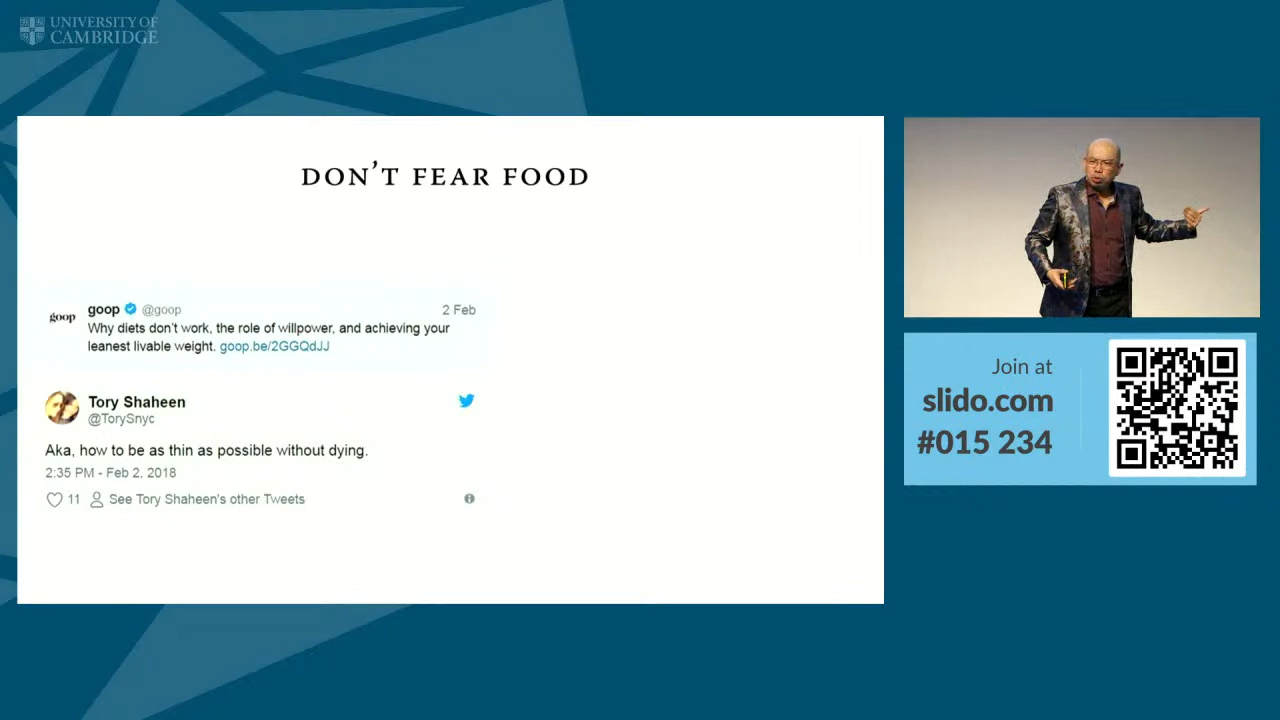 UNIVERSITY OF
CAMBRIDGE
DON'T FEAR FOOD
goop
goop @goop
2 Feb
Why diets don't work, the role of willpower, and achieving your
leanest livable weight. goop.be/2GGQdJJ
Tory Shaheen
@TorySnyc
Aka, how to be as thin as possible without dying.
2:35 PM - Feb 2, 2018
11 See Tory Shaheen's other Tweets
Join at
slido.com
#015 234